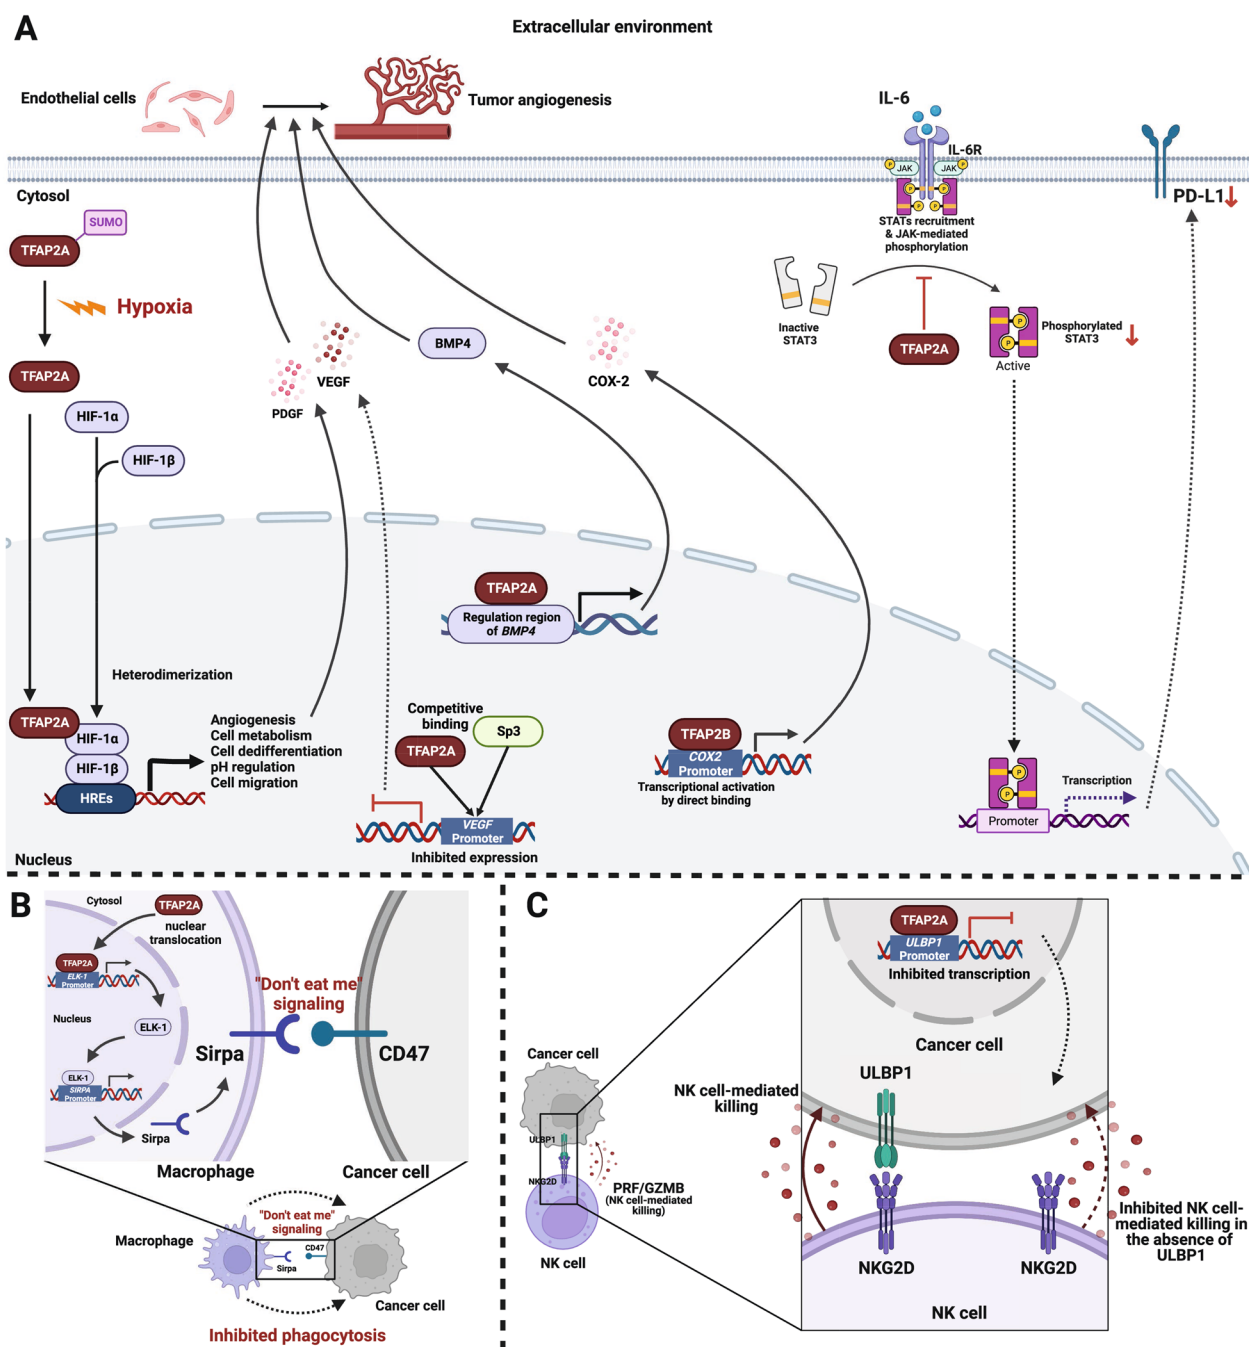 A
Extracellular environment
Endothelial cells
Tumor angiogenesis
IL-6
IL-6R
P
P
JAK
JAK
P
P
P
P
STATs recruitment
& JAK-mediated
phosphorylation
PD-L1
Cytosol
SUMO
TFAP2A
Hypoxia
TFAP2A
HIF-1α
HIF-1β
PDGF
VEGF
BMP4
COX-2
Inactive
STAT3
TFAP2A
P
P
Active
Phosphorylated
STAT3
TFAP2A
Regulation region
of BMP4
Heterodimerization
TFAP2A
HIF-1α
HIF-1β
HREs
Angiogenesis
Cell metabolism
Cell dedifferentiation
pH regulation
Cell migration
Competitive
binding
TFAP2A
Sp3
VEGF
Promoter
Inhibited expression
TFAP2B
COX2
Promoter
Transcriptional activation
by direct binding
P
P
Promoter
Transcription
Nucleus
B
Cytosol
TFAP2A
nuclear
translocation
TFAP2A
ELK-1
Promoter
Nucleus
ELK-1
ELK-1
SIRPA
Promoter
Sirpa
"Don't eat me"
signaling
Sirpa
CD47
Macrophage
Cancer cell
"Don't eat me"
signaling
Macrophage
CD47
Sirpa
Cancer cell
Inhibited phagocytosis
C
Cancer cell
ULBP1
NKG2D
PRF/GZMB
(NK cell-mediated
killing)
NK cell
TFAP2A
ULBP1
Promoter
Inhibited transcription
Cancer cell
ULBP1
NK cell-mediated
killing
Inhibited NK cell-
mediated killing in
the absence of
ULBP1
NKG2D
NKG2D
NK cell